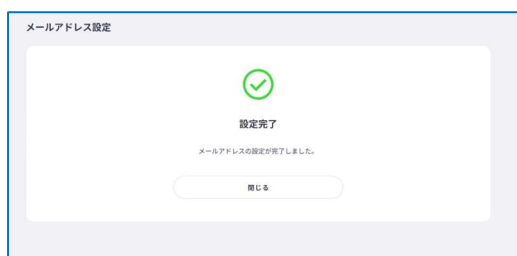 メールアドレス設定
設定完了
メールアドレスの設定が完了しました。
閉じる